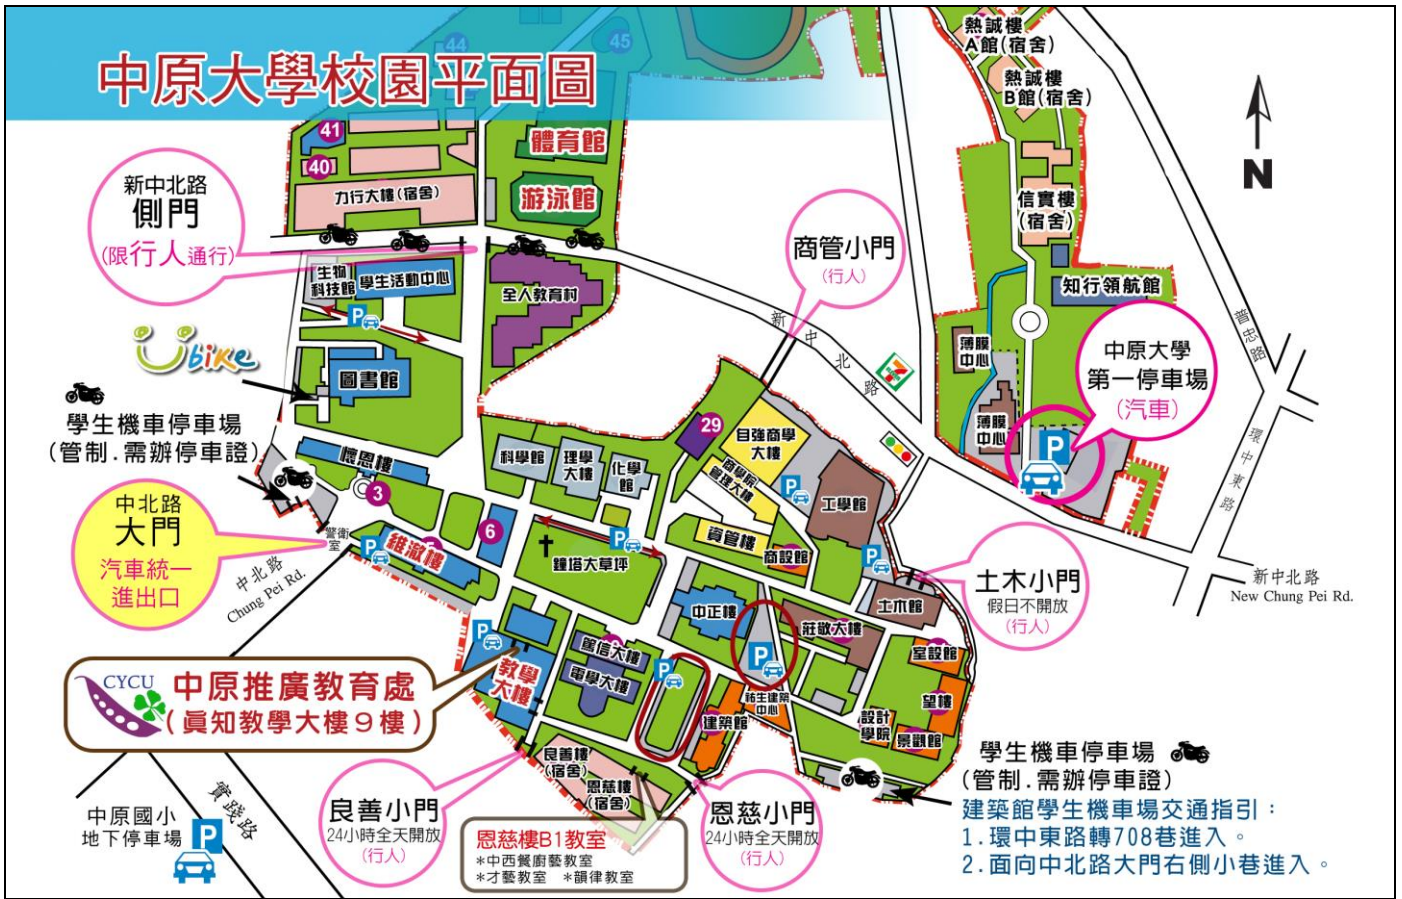 中原大學校園平面圖
44
45
41
40
體育館
游泳館
力行大樓(宿舍)
熱誠樓
A館(宿舍)
熱誠樓
B館(宿舍)
信實樓
(宿舍)
知行領航館
N
新中北路
側門
(限行人通行)
商管小門
(行人)
生物
科技館
學生活動中心
P
全人教育村
新中北路
7
普忠路
薄膜
中心
薄膜
中心
中原大學
第一停車場
(汽車)
P
環中東路
Ubike
圖書館
學生機車停車場
(管制.需辦停車證)
懷恩樓
3
科學館
理學
大樓
化學
館
29
自強商學
大樓
商學院
管理大樓
P
工學館
資管樓
商設館
P
中北路
大門
汽車統一
進出口
警衛室
中北路
Chung Pei Rd.
P
維澈樓
5
6
鐘塔大草坪
P
中正樓
莊敬大樓
土木館
土木小門
假日不開放
(行人)
新中北路
New Chung Pei Rd.
P
教學
大樓
篤信大樓
電學大樓
P
P
祐生建築
中心
建築館
室設館
望樓
設計
學院
景觀館
CYCU
中原推廣教育處
(真知教學大樓9樓)
良善樓
(宿舍)
恩慈樓
(宿舍)
良善小門
24小時全天開放
(行人)
恩慈樓B1教室
*中西餐廚藝教室
*才藝教室 *韻律教室
恩慈小門
24小時全天開放
(行人)
中原國小
地下停車場
P
實踐路
學生機車停車場
(管制.需辦停車證)
建築館學生機車場交通指引：
1.環中東路轉708巷進入。
2.面向中北路大門右側小巷進入。